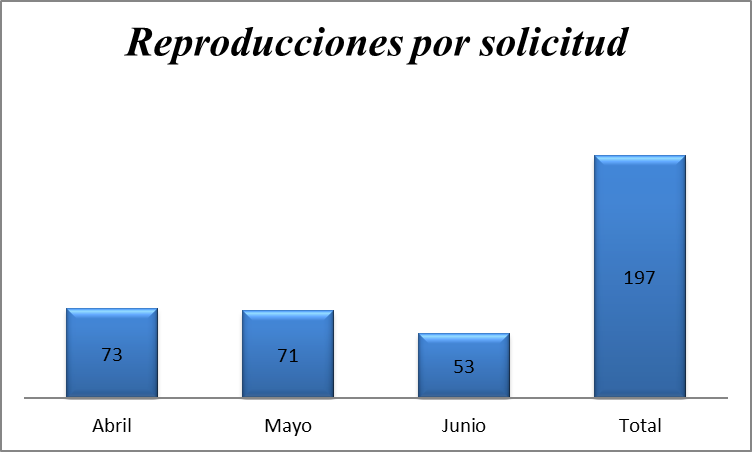 Reproducciones por solicitud
197
73
71
53
Abril
Mayo
Junio
Total